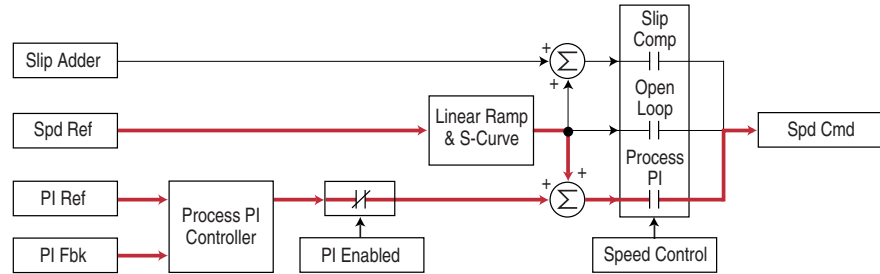 Slip
Comp
Slip Adder
+
Σ
+
Open
Loop
Spd Ref
Linear Ramp
& S-Curve
Spd Cmd
Process
PI
+
+
Σ
PI Ref
Process PI
Controller
PI Fbk
PI Enabled
Speed Control